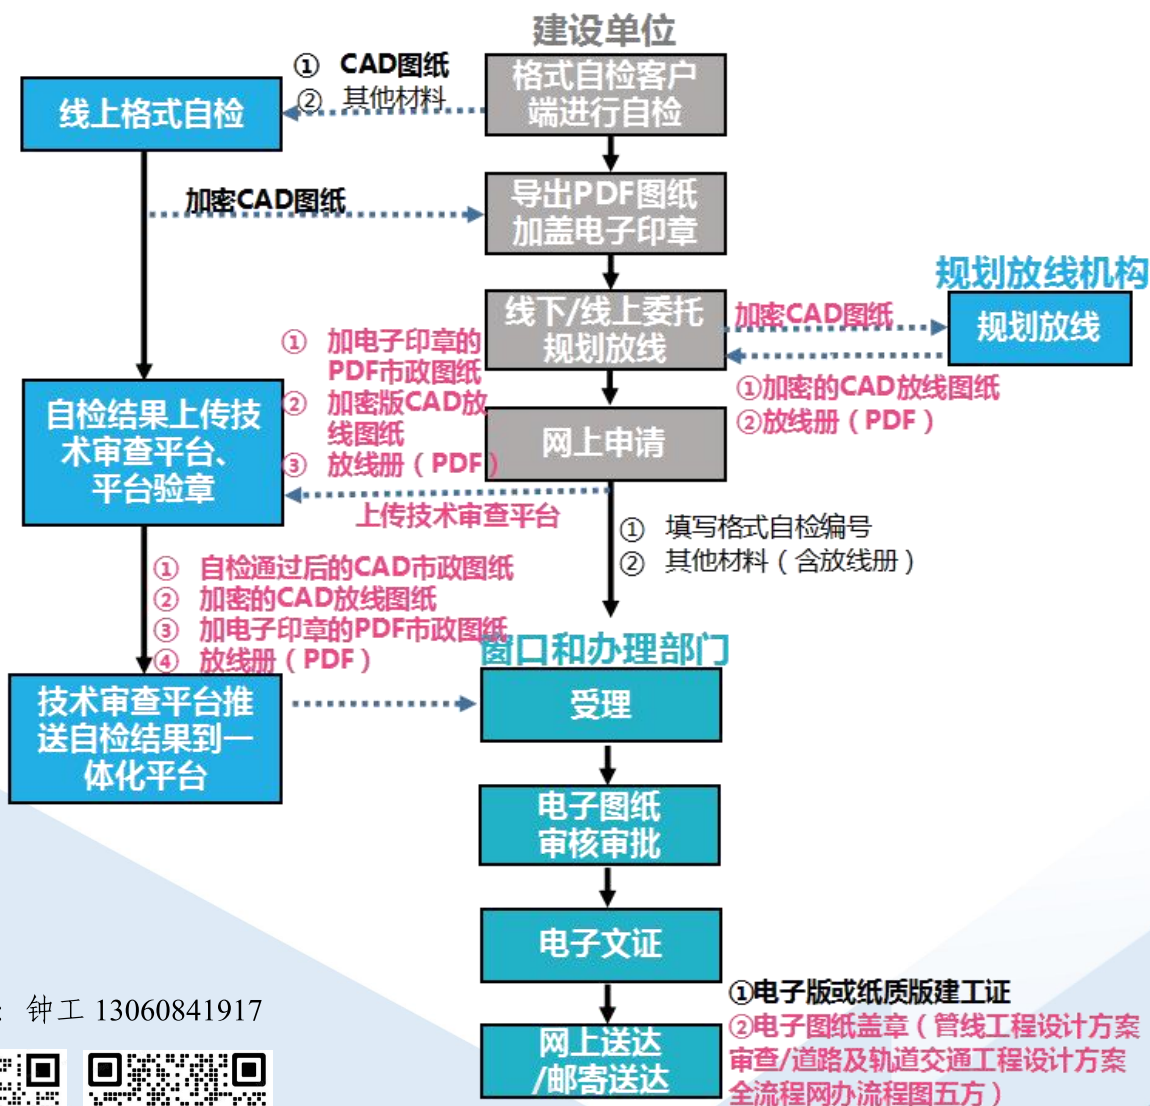 建设单位
① CAD图纸
② 其他材料
线上格式自检
格式自检客户
端进行自检
加密CAD图纸
导出PDF图纸
加盖电子印章
规划放线机构
线下/线上委托
规划放线
加密CAD图纸
规划放线
① 加电子印章的
PDF市政图纸
② 加密版CAD放
线图纸
③ 放线册（PDF）
①加密的CAD放线图纸
②放线册（PDF）
自检结果上传技
术审查平台、
平台验章
网上申请
上传技术审查平台
① 填写格式自检编号
② 其他材料（含放线册）
① 自检通过后的CAD市政图纸
② 加密的CAD放线图纸
③ 加电子印章的PDF市政图纸
④ 放线册（PDF）
窗口和办理部门
技术审查平台推
送自检结果到一
体化平台
受理
电子图纸
审核审批
电子文证
①电子版或纸质版建工证
②电子图纸盖章（管线工程设计方案
审查/道路及轨道交通工程设计方案
全流程网办流程图五方）
网上送达
/邮寄送达
：钟工 13060841917